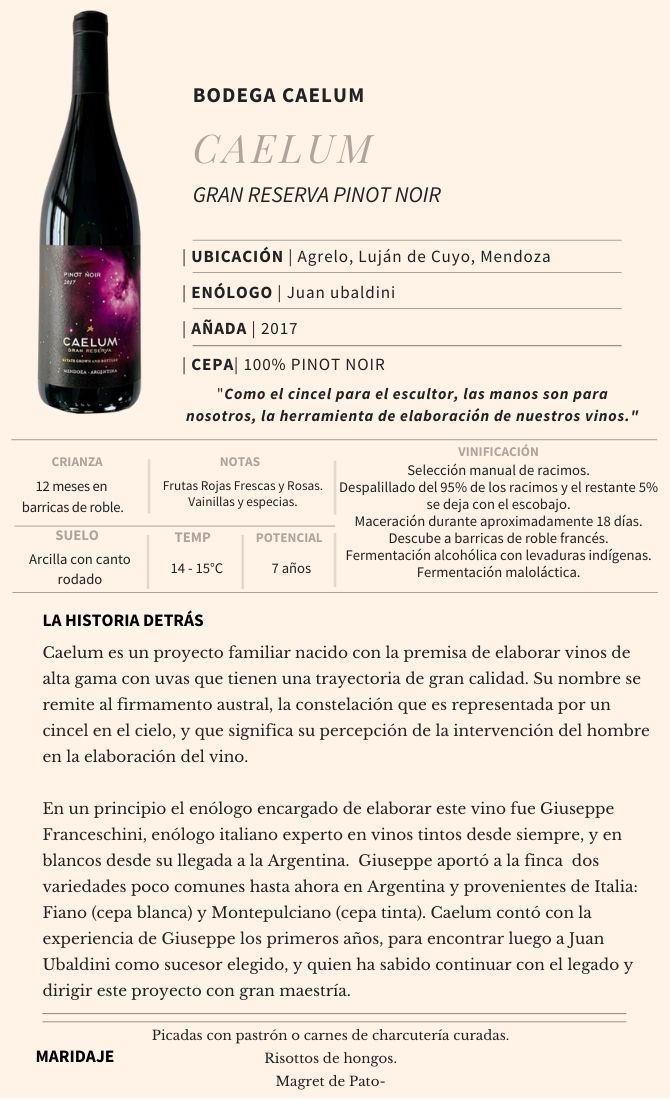 BODEGA CAELUM
CAELUM
GRAN RESERVA PINOT NOIR
| UBICACIÓN | Agrelo, Luján de Cuyo, Mendoza
| ENÓLOGO | Juan ubaldini
| AÑADA | 2017
| CEPA| 100% PINOT NOIR
"Como el cincel para el escultor, las manos son para
nosotros, la herramienta de elaboración de nuestros vinos."
PINOT NOIR
2017
CAELUM
GRAN RESERVA
ESTATE GROWN AND BOTTLED
MENDOZA - ARGENTINA
CRIANZA
12 meses en
barricas de roble.
NOTAS
Frutas Rojas Frescas y Rosas.
Vainillas y especias.
SUELO
Arcilla con canto
rodado
TEMP
14 - 15°C
POTENCIAL
7 años
VINIFICACIÓN
Selección manual de racimos.
Despalillado del 95% de los racimos y el restante 5%
se deja con el escobajo.
Maceración durante aproximadamente 18 días.
Descube a barricas de roble francés.
Fermentación alcohólica con levaduras indígenas.
Fermentación maloláctica.
LA HISTORIA DETRÁS
Caelum es un proyecto familiar nacido con la premisa de elaborar vinos de
alta gama con uvas que tienen una trayectoria de gran calidad. Su nombre se
remite al firmamento austral, la constelación que es representada por un
cincel en el cielo, y que significa su percepción de la intervención del hombre
en la elaboración del vino.
En un principio el enólogo encargado de elaborar este vino fue Giuseppe
Franceschini, enólogo italiano experto en vinos tintos desde siempre, y en
blancos desde su llegada a la Argentina.  Giuseppe aportó a la finca  dos
variedades poco comunes hasta ahora en Argentina y provenientes de Italia:
Fiano (cepa blanca) y Montepulciano (cepa tinta). Caelum contó con la
experiencia de Giuseppe los primeros años, para encontrar luego a Juan
Ubaldini como sucesor elegido, y quien ha sabido continuar con el legado y
dirigir este proyecto con gran maestría.
MARIDAJE
Picadas con pastrón o carnes de charcutería curadas.
Risottos de hongos.
Magret de Pato-